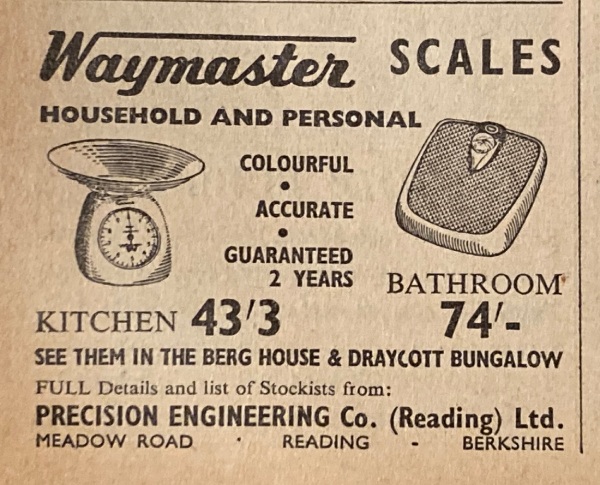 Waymaster SCALES
HOUSEHOLD AND PERSONAL
COLOURFUL
•
ACCURATE
•
GUARANTEED
2 YEARS
KITCHEN 43'3
BATHROOM
74'-
SEE THEM IN THE BERG HOUSE & DRAYCOTT BUNGALOW
FULL Details and list of Stockists from:
PRECISION ENGINEERING Co. (Reading) Ltd.
MEADOW ROAD · READING - BERKSHIRE